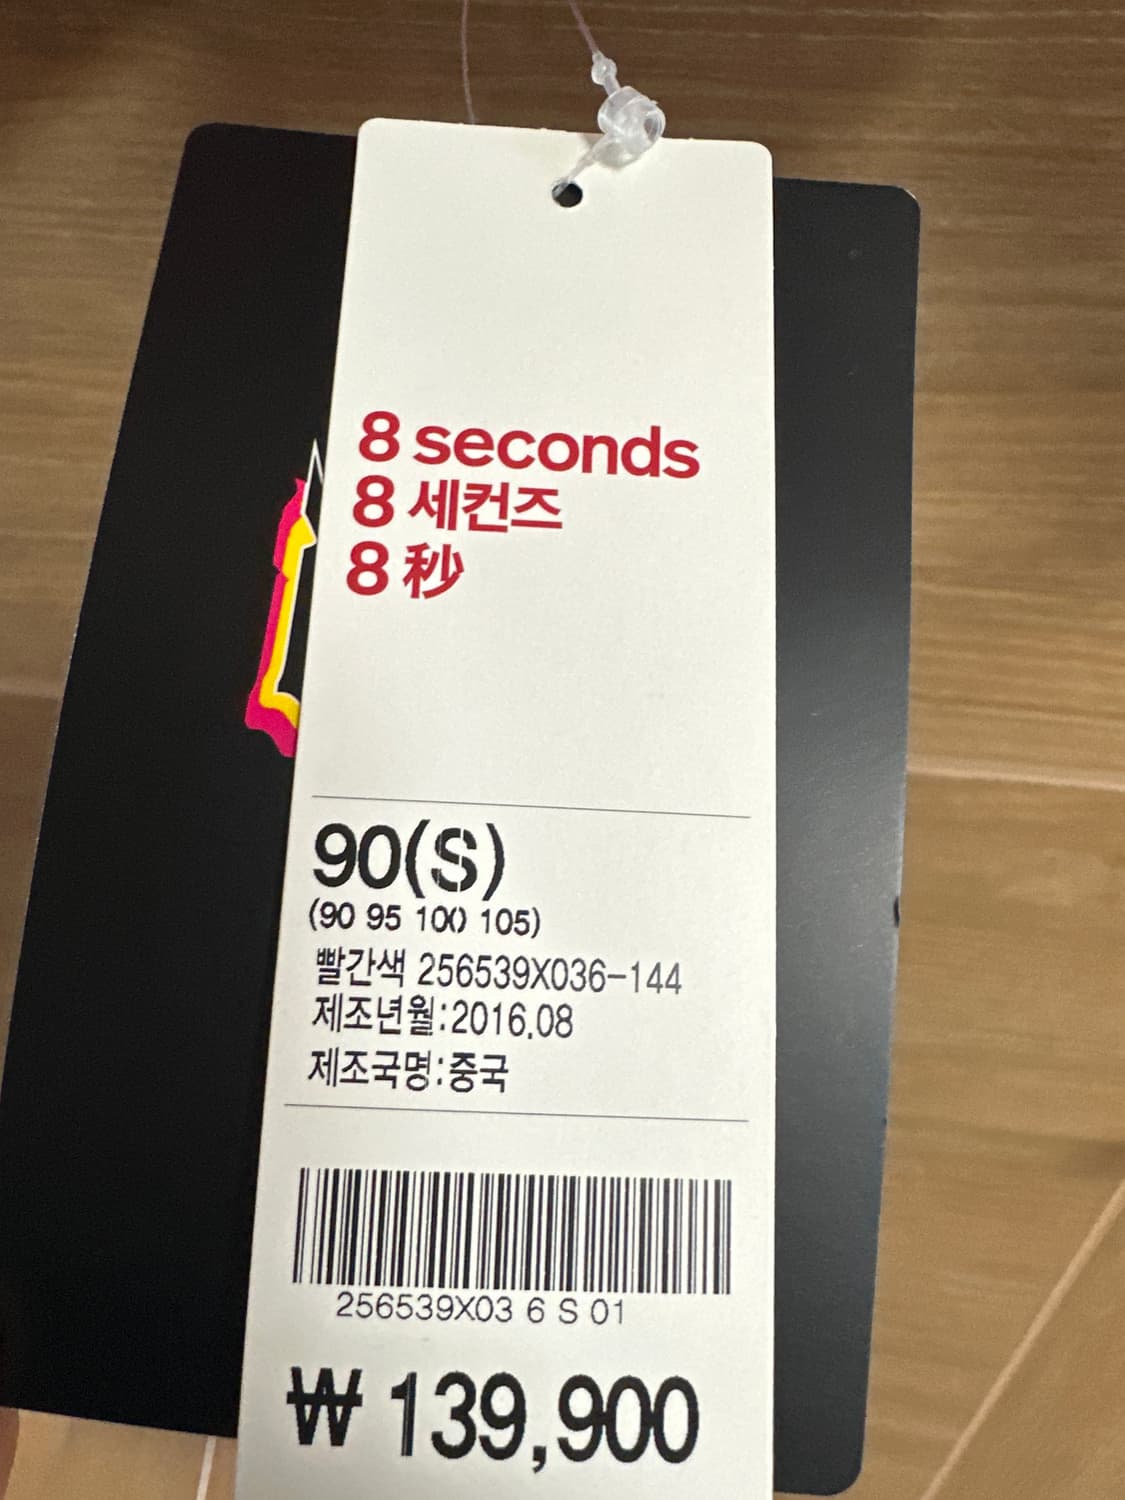 8 seconds
8 세컨즈
8 秒
90(S)
(90 95 100 105)
빨간색 256539X036-144
제조년월:2016.08
제조국명:중국
256539X03 6 S 01
₩ 139,900